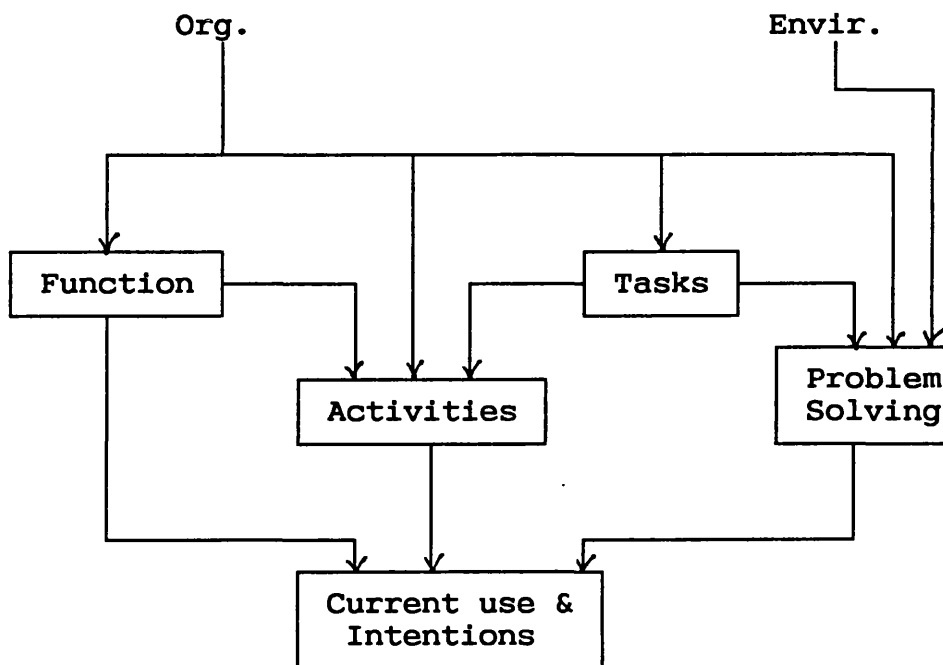 Org.
Envir.
Function
Tasks
Activities
Problem
Solving
Current use &
Intentions